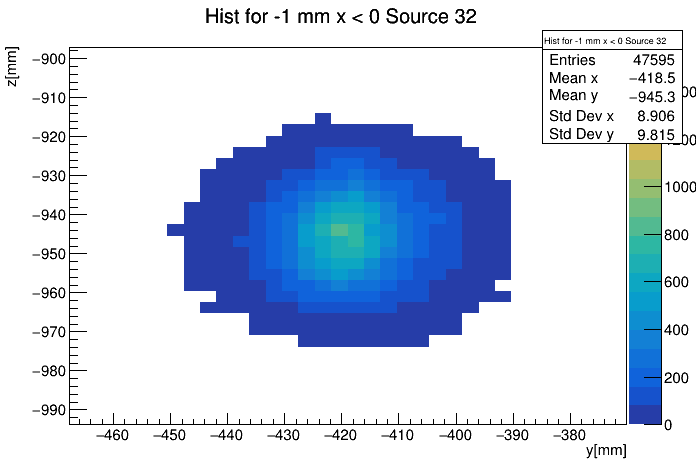 Hist for -1 mm x < 0 Source 32
z[mm]
Hist for -1 mm x < 0 Source 32
Entries 47595
Mean x −418.5
Mean y −945.3
Std Dev x 8.906
Std Dev y 9.815
−900
−910
−920
−930
−940
−950
−960
−970
−980
−990
−460 −450 −440 −430 −420 −410 −400 −390 −380
y[mm]
1000
800
600
400
200
0